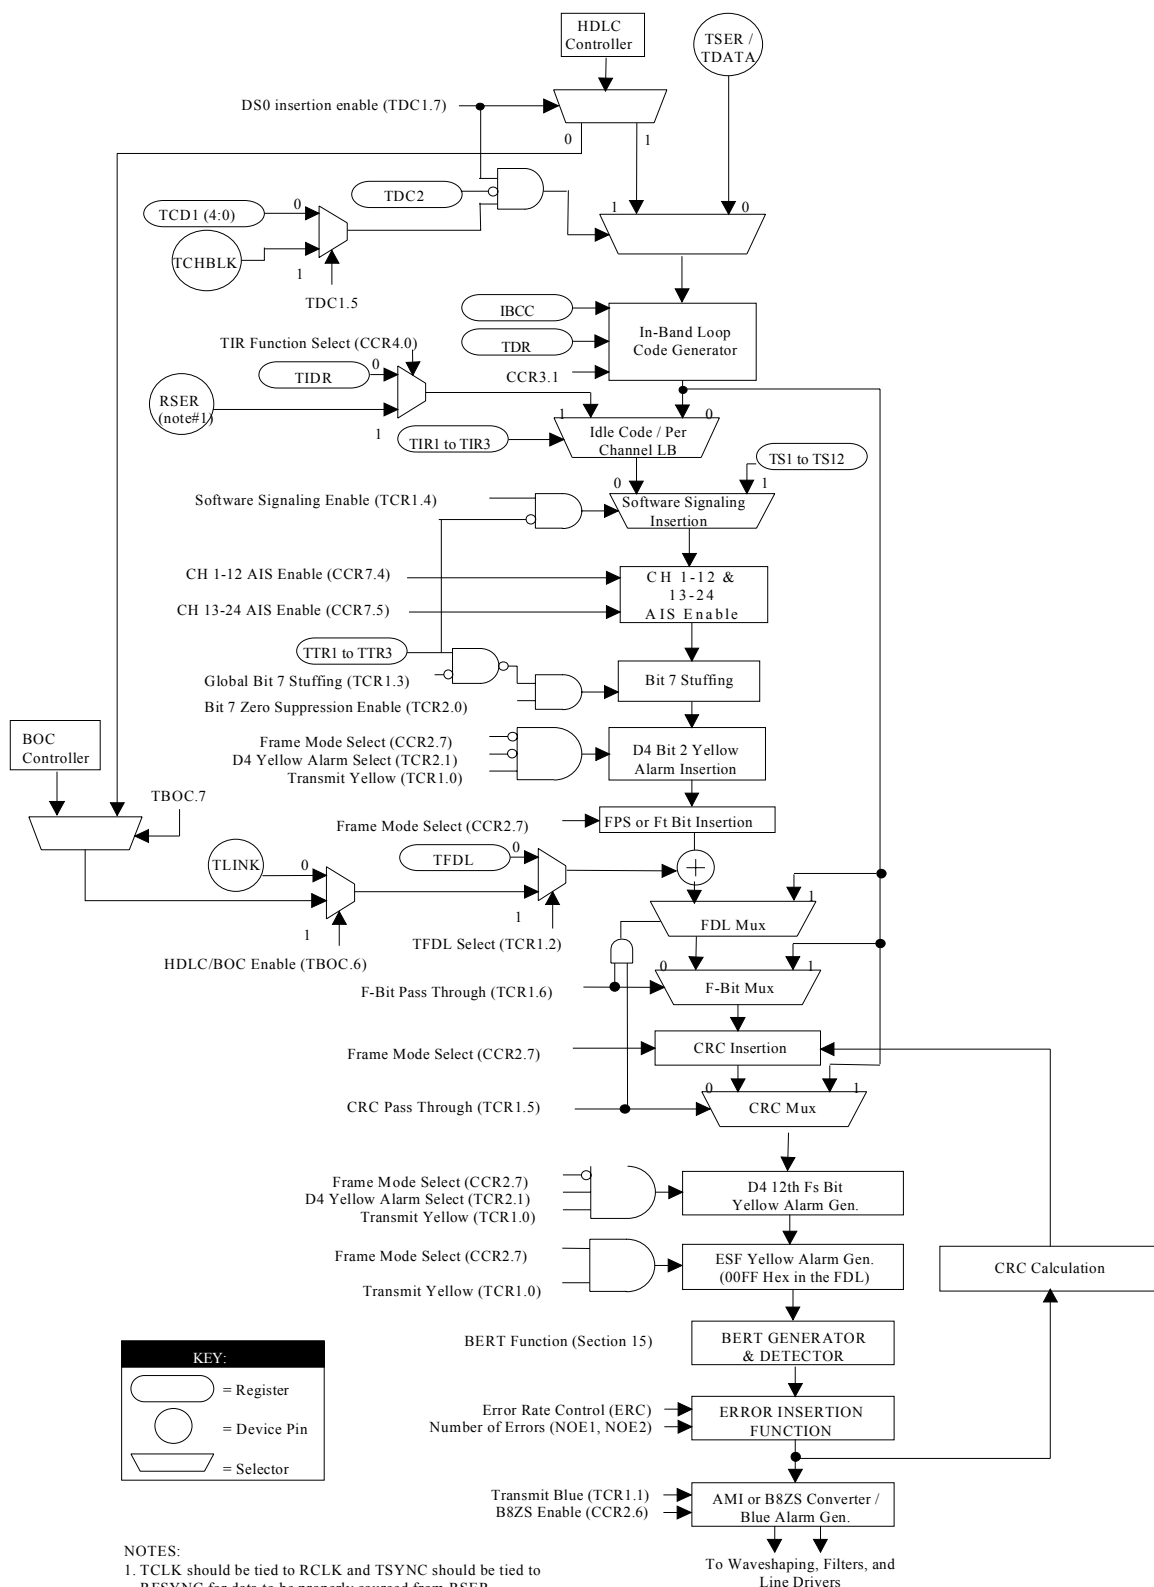 HDLC
Controller
TSER /
TDATA
DS0 insertion enable (TDC1.7)
0
1
TDC2
TCD1 (4:0)
0
1
0
TCHBLK
1
TDC1.5
IBCC
In-Band Loop
Code Generator
TDR
TIR Function Select (CCR4.0)
0
TIDR
CCR3.1
RSER
(note#1)
1
1
0
Idle Code / Per
Channel LB
TIR1 to TIR3
TS1 to TS12
0
1
Software Signaling Enable (TCR1.4)
Software Signaling
Insertion
CH 1-12 AIS Enable (CCR7.4)
CH 1-12 &
13-24
AIS Enable
CH 13-24 AIS Enable (CCR7.5)
TTR1 to TTR3
Global Bit 7 Stuffing (TCR1.3)
Bit 7 Stuffing
Bit 7 Zero Suppression Enable (TCR2.0)
BOC
Controller
Frame Mode Select (CCR2.7)
D4 Yellow Alarm Select (TCR2.1)
Transmit Yellow (TCR1.0)
D4 Bit 2 Yellow
Alarm Insertion
TBOC.7
Frame Mode Select (CCR2.7)
FPS or Ft Bit Insertion
0
TFDL
TLINK
0
1
1
1
FDL Mux
TFDL Select (TCR1.2)
HDLC/BOC Enable (TBOC.6)
0
1
F-Bit Pass Through (TCR1.6)
F-Bit Mux
Frame Mode Select (CCR2.7)
CRC Insertion
0
1
CRC Pass Through (TCR1.5)
CRC Mux
Frame Mode Select (CCR2.7)
D4 Yellow Alarm Select (TCR2.1)
Transmit Yellow (TCR1.0)
D4 12th Fs Bit
Yellow Alarm Gen.
Frame Mode Select (CCR2.7)
Transmit Yellow (TCR1.0)
ESF Yellow Alarm Gen.
(00FF Hex in the FDL)
CRC Calculation
BERT Function (Section 15)
BERT GENERATOR
& DETECTOR
KEY:
= Register
= Device Pin
= Selector
Error Rate Control (ERC)
Number of Errors (NOE1, NOE2)
ERROR INSERTION
FUNCTION
Transmit Blue (TCR1.1)
B8ZS Enable (CCR2.6)
AMI or B8ZS Converter /
Blue Alarm Gen.
To Waveshaping, Filters, and
Line Drivers
NOTES:
1. TCLK should be tied to RCLK and TSYNC should be tied to
RFSYNC for data to be properly sourced from RSER